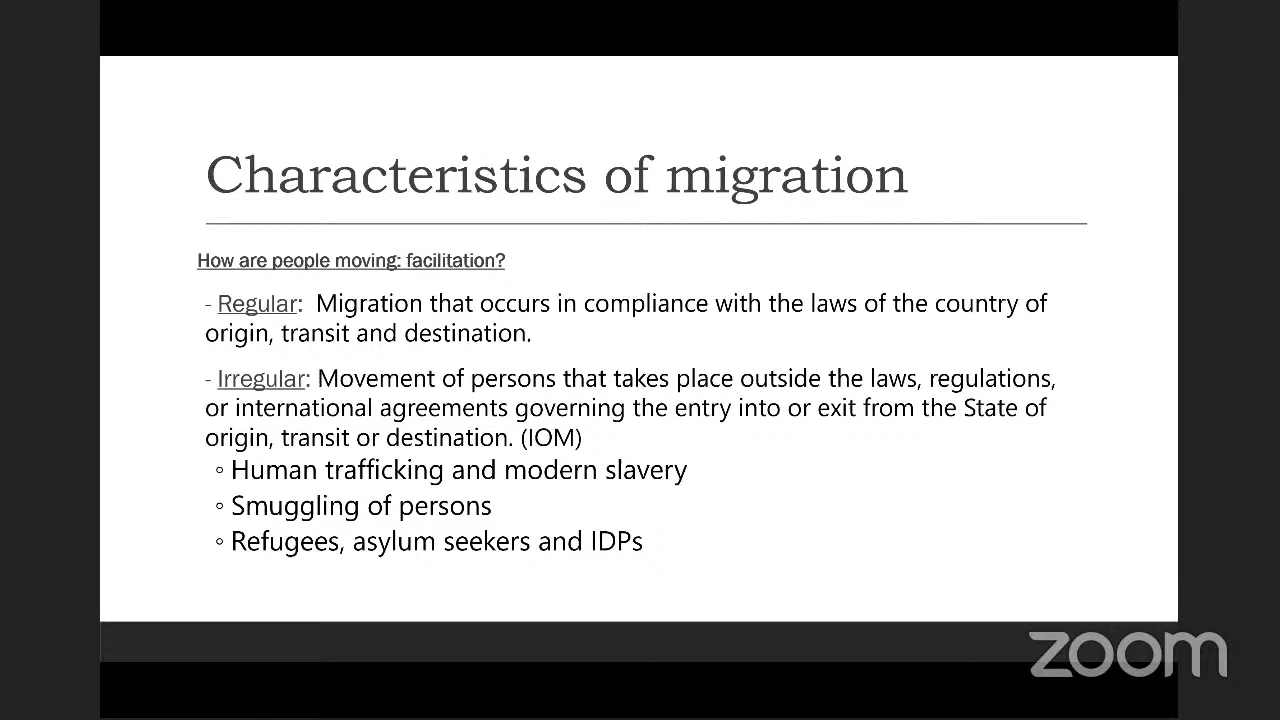 Characteristics of migration
How are people moving: facilitation?
- Regular:  Migration that occurs in compliance with the laws of the country of
origin, transit and destination.
- Irregular: Movement of persons that takes place outside the laws, regulations,
or international agreements governing the entry into or exit from the State of
origin, transit or destination. (IOM)
◦ Human trafficking and modern slavery
◦ Smuggling of persons
◦ Refugees, asylum seekers and IDPs
zoom